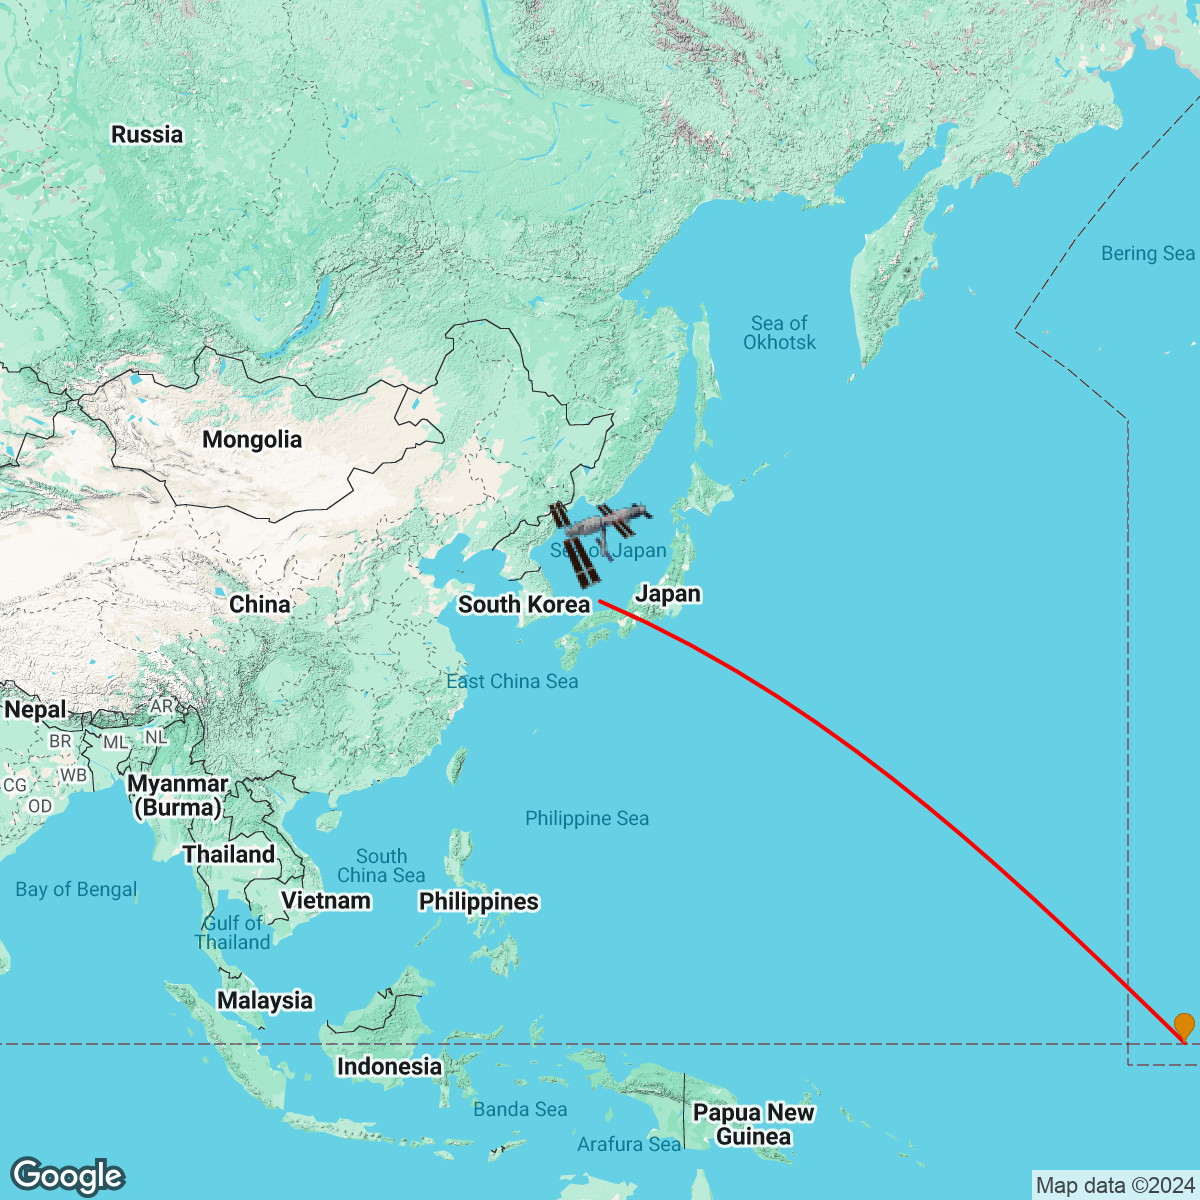 Russia
Bering Sea
Sea of
Okhotsk
Mongolia
Sea of Japan
Japan
China
South Korea
East China Sea
Nepal
AR
BR
ML
NL
WB
CG
OD
Myanmar
(Burma)
Philippine Sea
Thailand
South
China Sea
Bay of Bengal
Vietnam
Philippines
Gulf of
Thailand
Malaysia
Indonesia
Banda Sea
Papua New
Guinea
Arafura Sea
Google
Map data ©2024